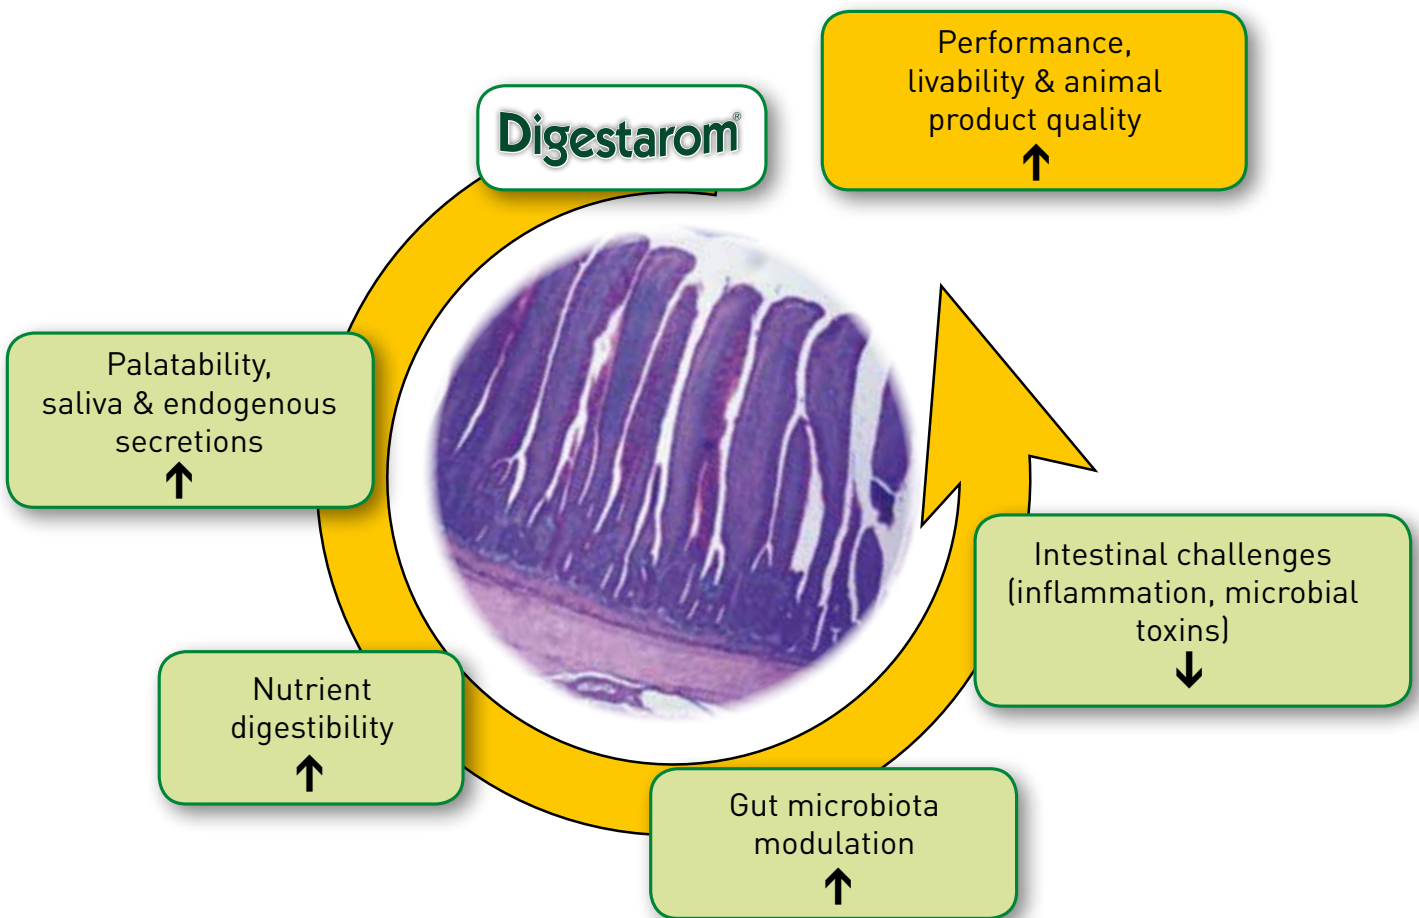 Digestarom®
Performance,
livability & animal
product quality
↑
Palatability,
saliva & endogenous
secretions
↑
Nutrient
digestibility
↑
Gut microbiota
modulation
↑
Intestinal challenges
(inflammation, microbial
toxins)
↓